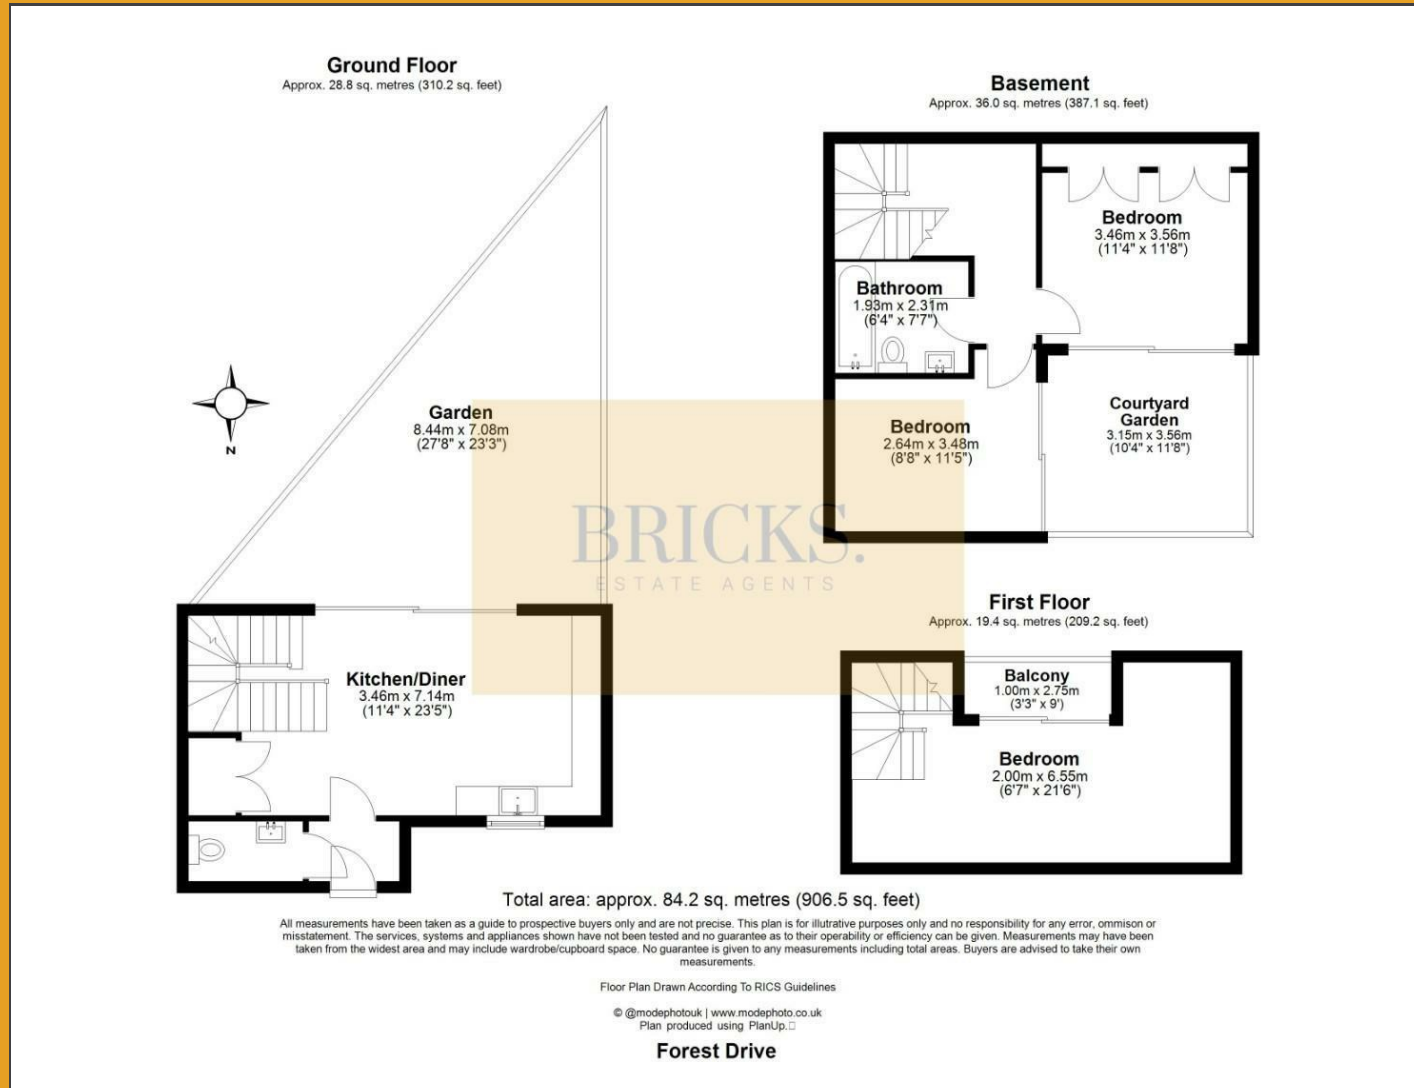 Ground Floor
Approx. 28.8 sq. metres (310.2 sq. feet)
Garden
8.44m x 7.08m
(27'8" x 23'3")
N
Kitchen/Diner
3.46m x 7.14m
(11'4" x 23'5")
Basement
Approx. 36.0 sq. metres (387.1 sq. feet)
Bedroom
3.46m x 3.56m
(11'4" x 11'8")
Bathroom
1.93m x 2.31m
(6'4" x 7'7")
Bedroom
2.64m x 3.48m
(8'8" x 11'5")
Courtyard
Garden
3.15m x 3.56m
(10'4" x 11'8")
BRICKS.
ESTATE AGENTS
First Floor
Approx. 19.4 sq. metres (209.2 sq. feet)
Balcony
1.00m x 2.75m
(3'3" x 9')
Bedroom
2.00m x 6.55m
(6'7" x 21'6")
Total area: approx. 84.2 sq. metres (906.5 sq. feet)
All measurements have been taken as a guide to prospective buyers only and are not precise. This plan is for illutrative purposes only and no responsibility for any error, ommison or
misstatement. The services, systems and appliances shown have not been tested and no guarantee as to their operability or efficiency can be given. Measurements may have been
taken from the widest area and may include wardrobe/cupboard space. No guarantee is given to any measurements including total areas. Buyers are advised to take their own
measurements.
Floor Plan Drawn According To RICS Guidelines
© @modephotouk | www.modephoto.co.uk
Plan produced using PlanUp.
Forest Drive